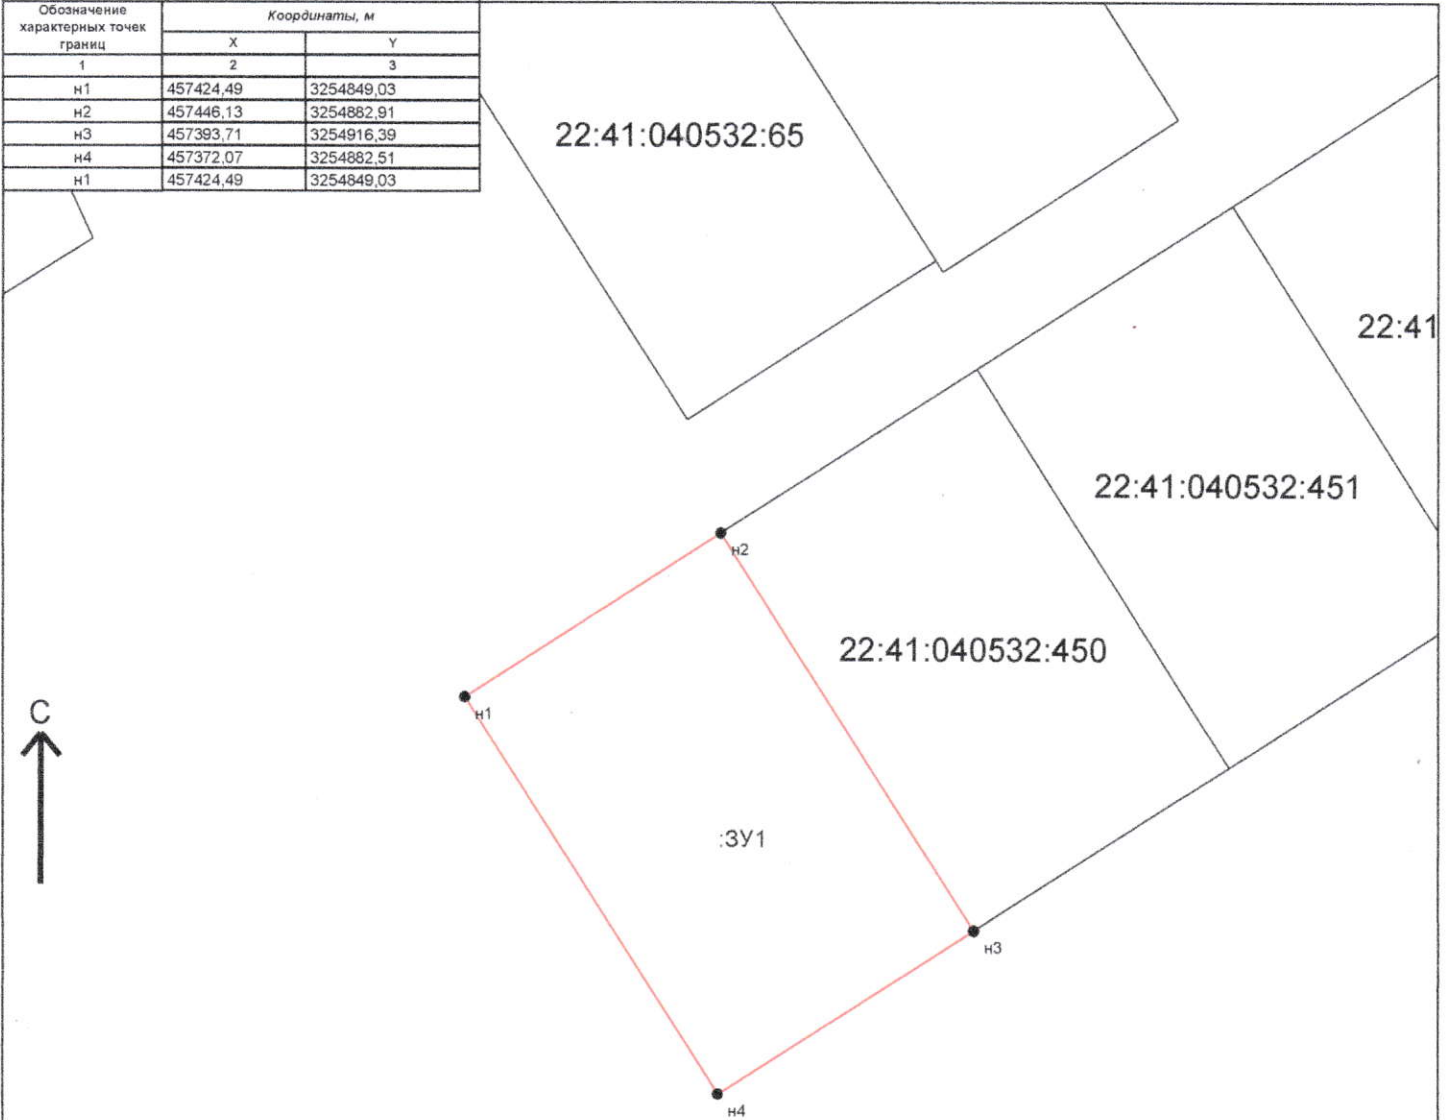 Обозначение
характерных точек
границ
Координаты, м
X Y
1 2 3
н1 457424,49 3254849,03
н2 457446,13 3254882,91
н3 457393,71 3254916,39
н4 457372,07 3254882,51
н1 457424,49 3254849,03
22:41:040532:65
22:41
22:41:040532:451
н2
22:41:040532:450
С
н1
:ЗУ1
н3
н4